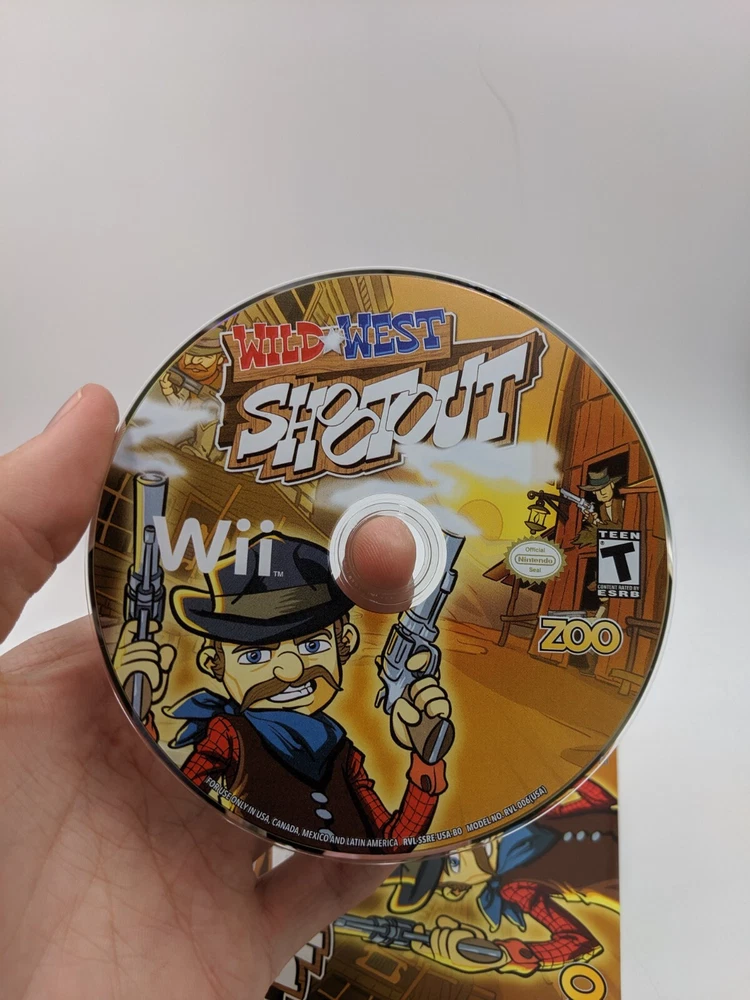 WILD WEST
SHOOTOUT
Wii™
Official
Nintendo
Seal
TEEN
T
CONTENT RATED BY
ESRB
ZOO
FOR USE ONLY IN USA, CANADA, MEXICO AND LATIN AMERICA RVL-SSRE-USA-B0 MODEL NO: RVL-006(USA)